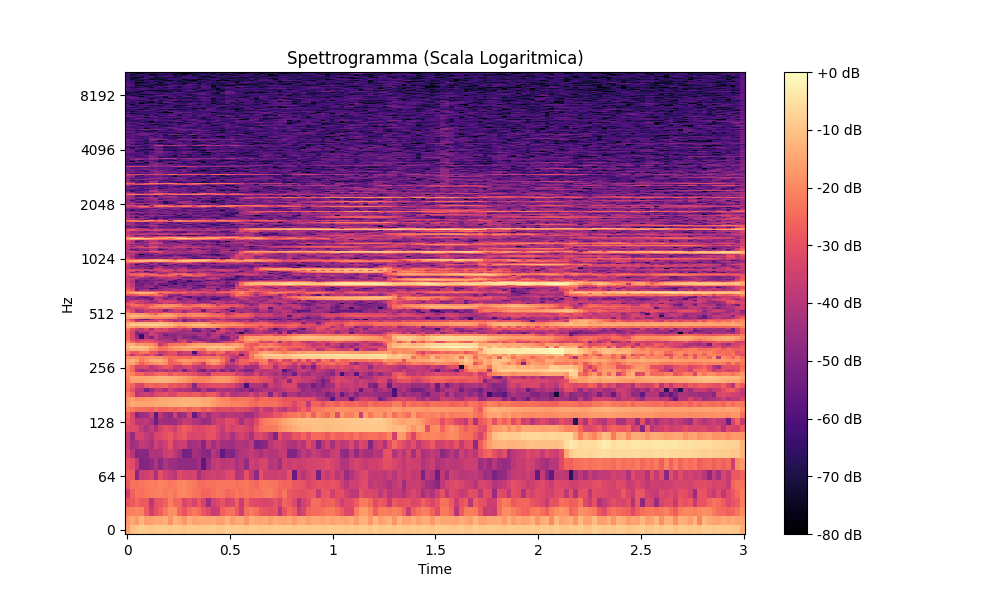 Spettrogramma (Scala Logaritmica)
Hz
8192
4096
2048
1024
512
256
128
64
0
0
0.5
1
1.5
2
2.5
3
Time
+0 dB
-10 dB
-20 dB
-30 dB
-40 dB
-50 dB
-60 dB
-70 dB
-80 dB